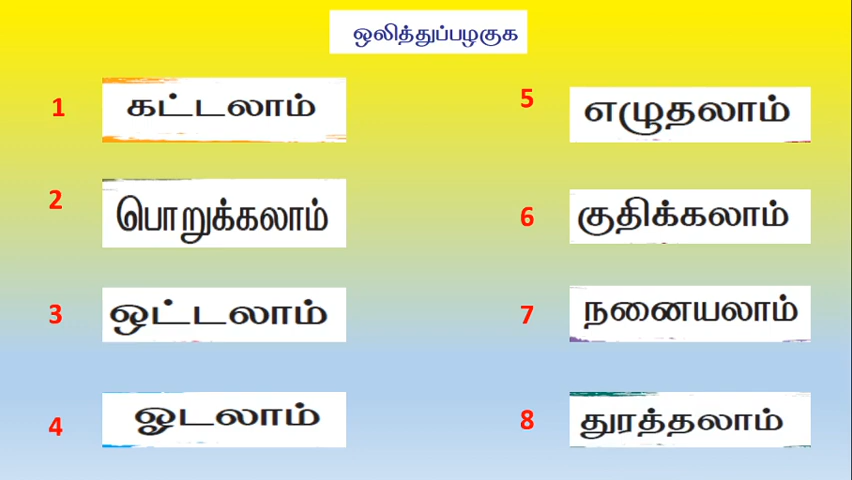 ஒலித்துப்பழகுக
1 கட்டலாம்
2 பொறுக்கலாம்
3 ஒட்டலாம்
4 ஓடலாம்
5 எழுதலாம்
6 குதிக்கலாம்
7 நனையலாம்
8 துரத்தலாம்